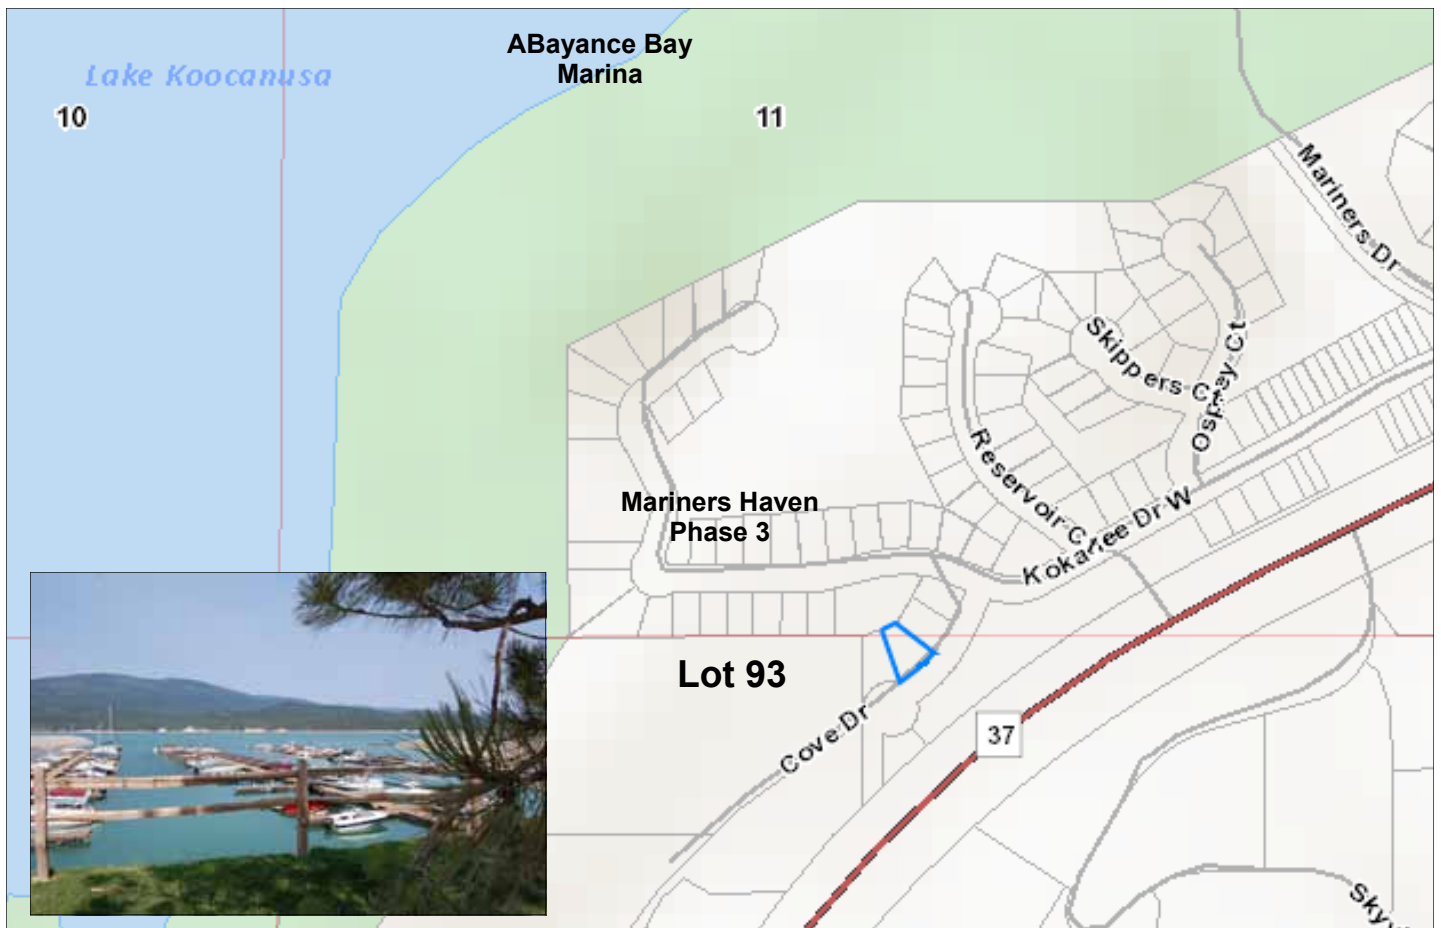 ABayance Bay
Marina
Lake Koocanusa
10
11
Mariners Dr
Skippers Ct
Osprey Ct
Reservoir Ct
Kokanee Dr W
Mariners Haven
Phase 3
Lot 93
Cove Dr
37